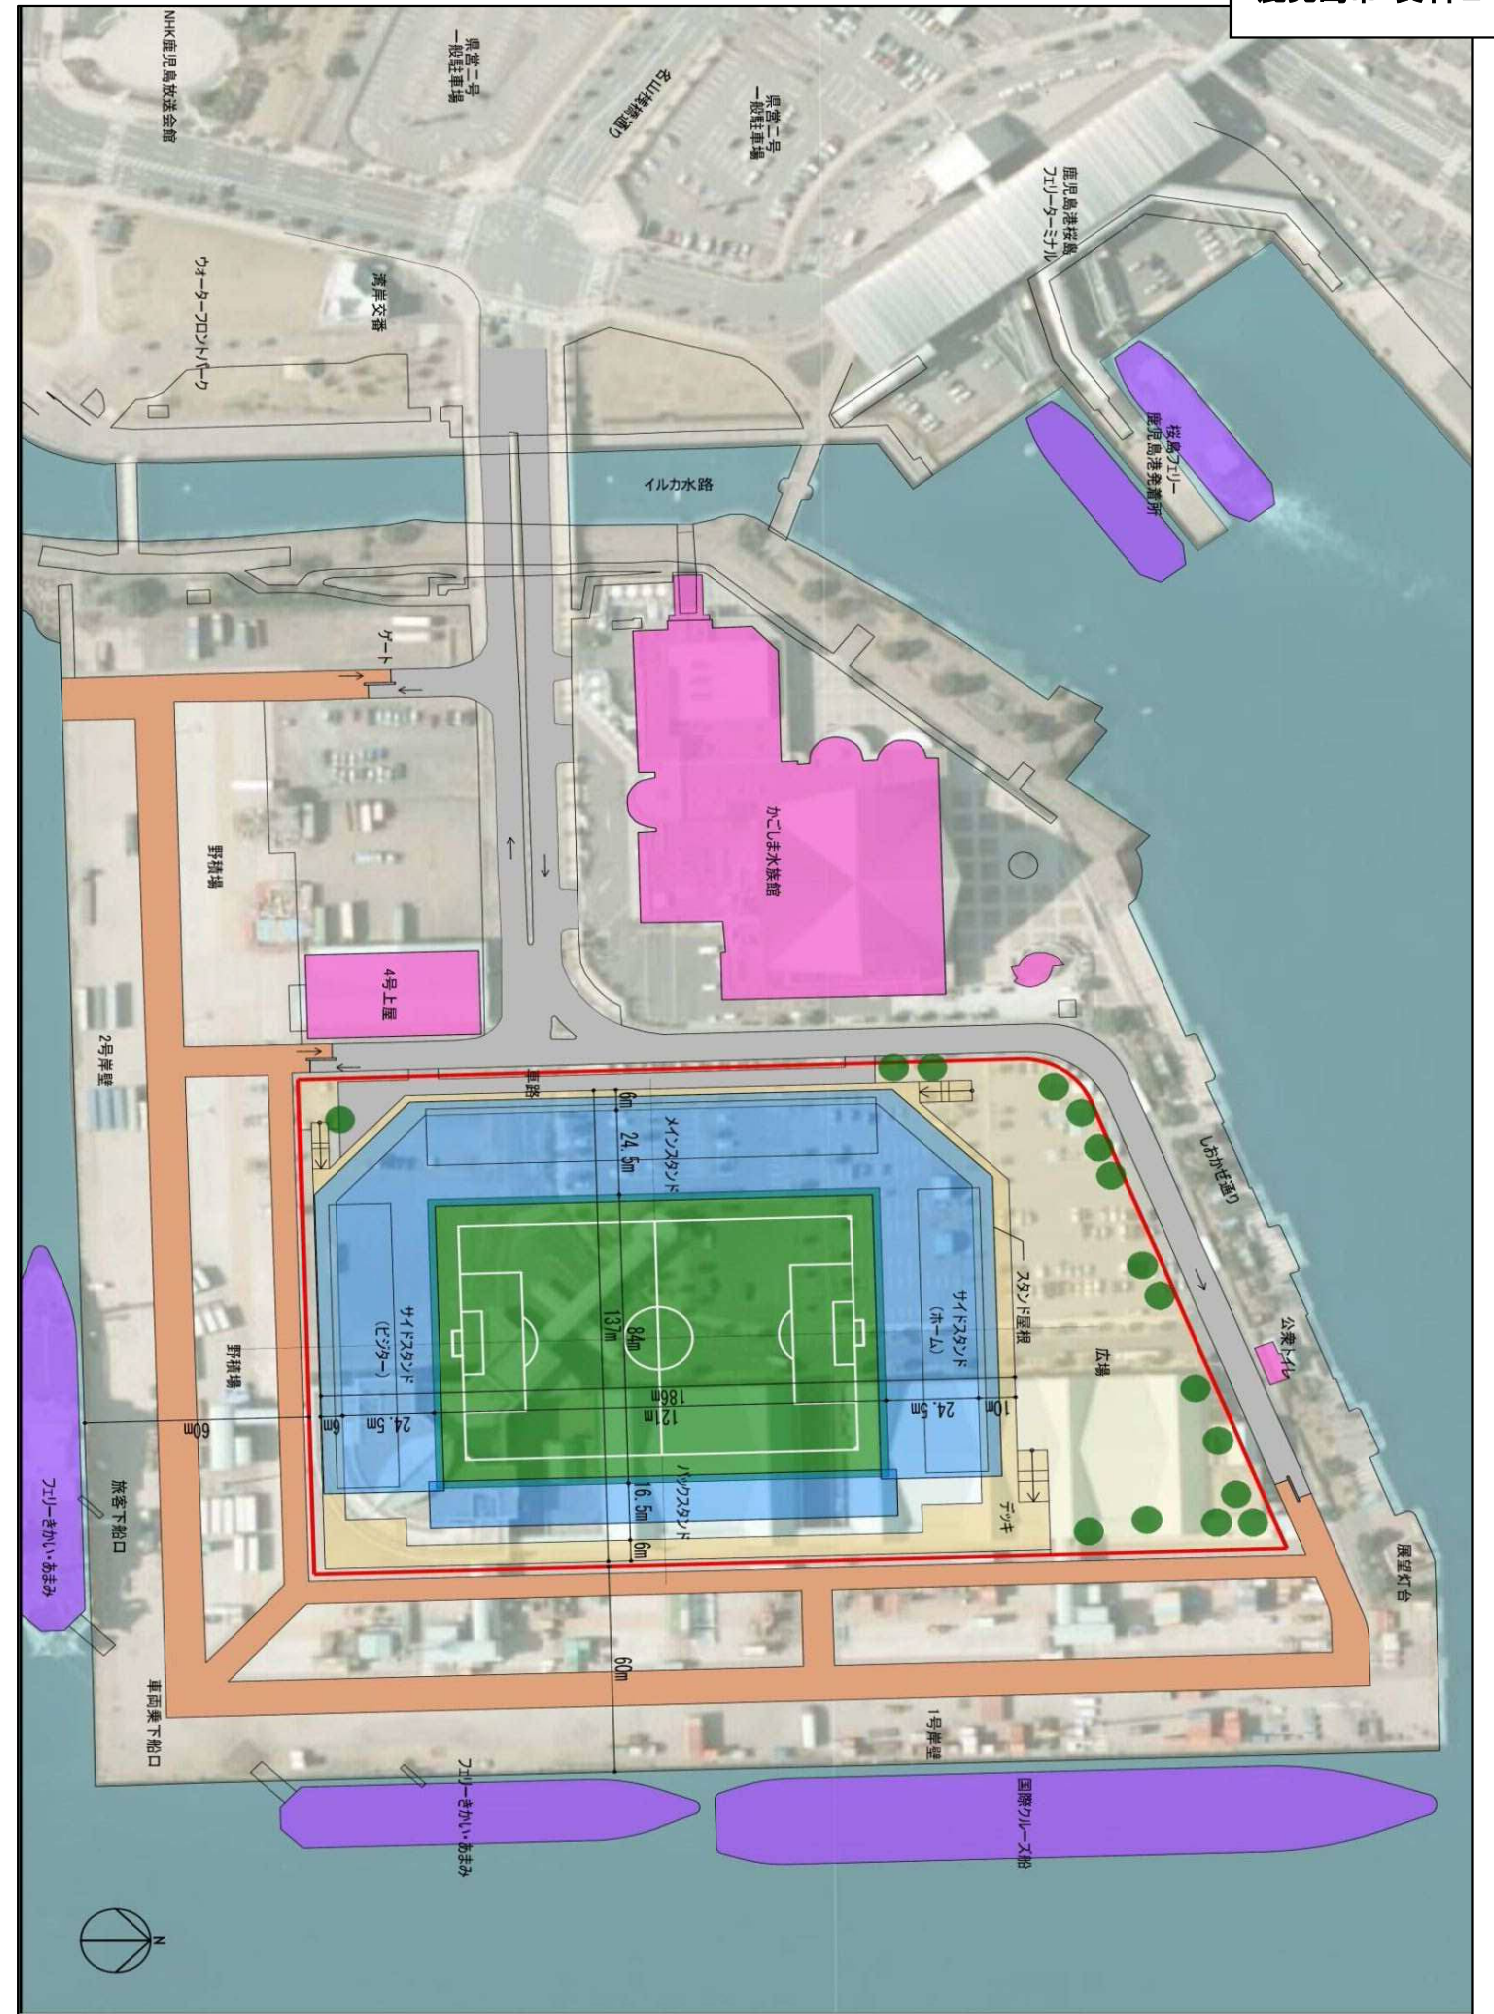 NHK鹿児島放送会館
県営二号
一般駐車場
名山桟橋通り
県営二号
一般駐車場
鹿児島港桜島
フェリーターミナル
ウォーターフロントパーク
湾岸交番
桜島フェリー
鹿児島港発着所
イルカ水路
ゲート
かごしま水族館
野積場
4号上屋
2号岸壁
車路
しおかぜ通り
6m
24.5m
メインスタンド
スタンド屋根
サイドスタンド
(ホーム)
サイドスタンド
(ビジター)
84m
137m
186m
121m
広場
公衆トイレ
野積場
60m
6m
24.5m
24.5m
10m
バックスタンド
16.5m
6m
デッキ
展望灯台
旅客下船口
フェリーきかい・あまみ
60m
車両乗下船口
1号岸壁
フェリーきかい・あまみ
国際クルーズ船
N